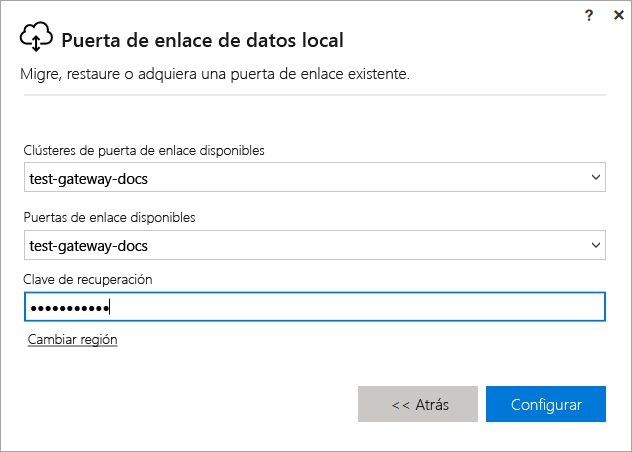 ?
Puerta de enlace de datos local
Migre, restaure o adquiera una puerta de enlace existente.
Clústeres de puerta de enlace disponibles
test-gateway-docs
Puertas de enlace disponibles
test-gateway-docs
Clave de recuperación
•••••••••••
Cambiar región
<< Atrás
Configurar